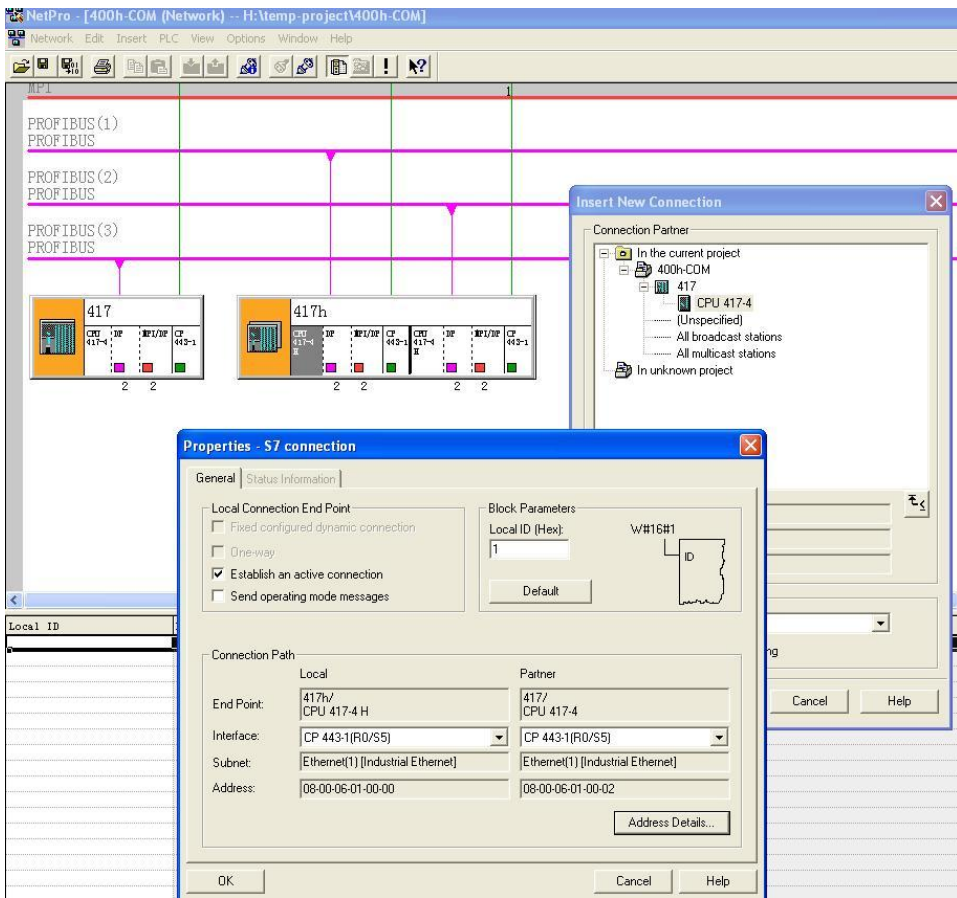 NetPro - [400h-COM (Network) -- H:\temp-project\400h-COM]
Network Edit Insert PLC View Options Window Help
MPI
1
PROFIBUS(1)
PROFIBUS
PROFIBUS(2)
PROFIBUS
PROFIBUS(3)
PROFIBUS
417
CPU 417-4
DP
MPI/DP
CP 443-1
2 2
417h
CPU 417-4 H
DP
MPI/DP
CP 443-1
CPU 417-4 H
DP
MPI/DP
CP 443-1
2 2 2 2
Insert New Connection
Connection Partner
In the current project
400h-COM
417
CPU 417-4
(Unspecified)
All broadcast stations
All multicast stations
In unknown project
Cancel
Help
Properties - S7 connection
General
Status Information
Local Connection End Point
Fixed configured dynamic connection
One-way
Establish an active connection
Send operating mode messages
Block Parameters
Local ID (Hex):
W#16#1
1
ID
Default
Connection Path
Local Partner
End Point:
417h/
CPU 417-4 H
417/
CPU 417-4
Interface: CP 443-1(R0/S5) CP 443-1(R0/S5)
Subnet: Ethernet(1) [Industrial Ethernet] Ethernet(1) [Industrial Ethernet]
Address: 08-00-06-01-00-00 08-00-06-01-00-02
Address Details...
OK Cancel Help
Local ID